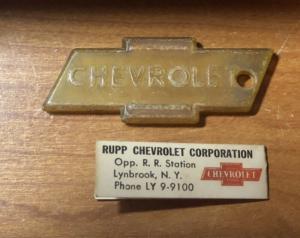 CHEVROLET
RUPP CHEVROLET CORPORATION
Opp. R. R. Station
Lynbrook, N. Y.
Phone LY 9-9100
CHEVROLET